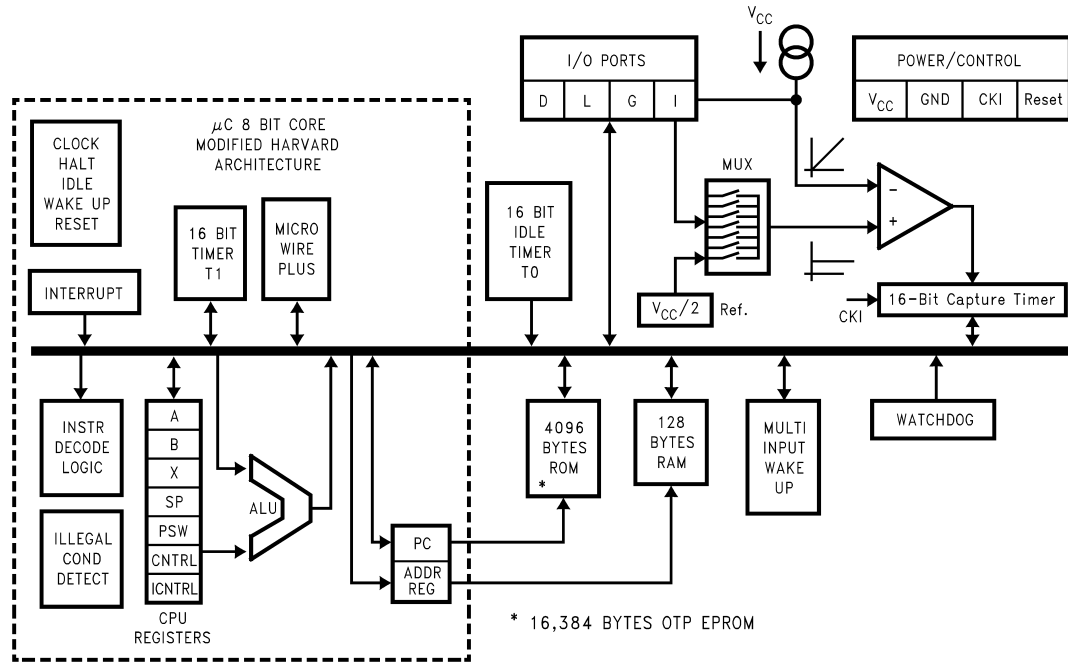 VCC
I/O PORTS
D L G I
POWER/CONTROL
VCC GND CKI Reset
μC 8 BIT CORE
MODIFIED HARVARD
ARCHITECTURE
CLOCK
HALT
IDLE
WAKE UP
RESET
INTERRUPT
16 BIT
TIMER
T1
MICRO
WIRE
PLUS
16 BIT
IDLE
TIMER
T0
MUX
VCC/2 Ref.
−
+
CKI
16-Bit Capture Timer
INSTR
DECODE
LOGIC
ILLEGAL
COND
DETECT
A
B
X
SP
PSW
CNTRL
ICNTRL
CPU
REGISTERS
ALU
PC
ADDR
REG
4096
BYTES
ROM
*
128
BYTES
RAM
MULTI
INPUT
WAKE
UP
WATCHDOG
* 16,384 BYTES OTP EPROM